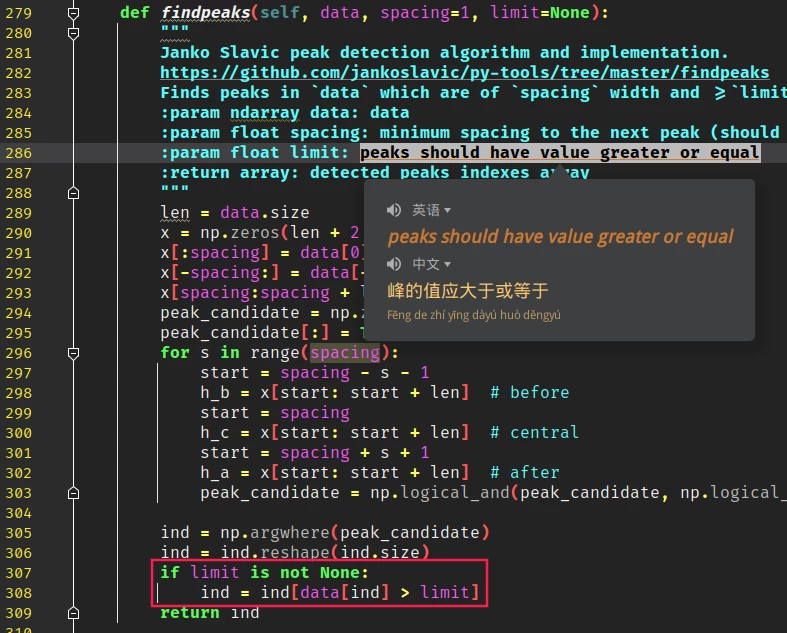 279 def findpeaks(self, data, spacing=1, limit=None):
280 """
281 Janko Slavic peak detection algorithm and implementation.
282 https://github.com/jankoslavic/py-tools/tree/master/findpeaks
283 Finds peaks in `data` which are of `spacing` width and >=`limit
284 :param ndarray data: data
285 :param float spacing: minimum spacing to the next peak (should
286 :param float limit: peaks should have value greater or equal
287 :return array: detected peaks indexes array
288 """
289 len = data.size
290 x = np.zeros(len + 2
291 x[:spacing] = data[0]
292 x[-spacing:] = data[-
293 x[spacing:spacing + l
294 peak_candidate = np.z
295 peak_candidate[:] =
296 for s in range(spacing):
297 start = spacing - s - 1
298 h_b = x[start: start + len] # before
299 start = spacing
300 h_c = x[start: start + len] # central
301 start = spacing + s + 1
302 h_a = x[start: start + len] # after
303 peak_candidate = np.logical_and(peak_candidate, np.logical_
304
305 ind = np.argwhere(peak_candidate)
306 ind = ind.reshape(ind.size)
307 if limit is not None:
308 ind = ind[data[ind] > limit]
309 return ind
310
英语
peaks should have value greater or equal
中文
峰的值应大于或等于
Fēng de zhí yīng dàyú huò děngyú